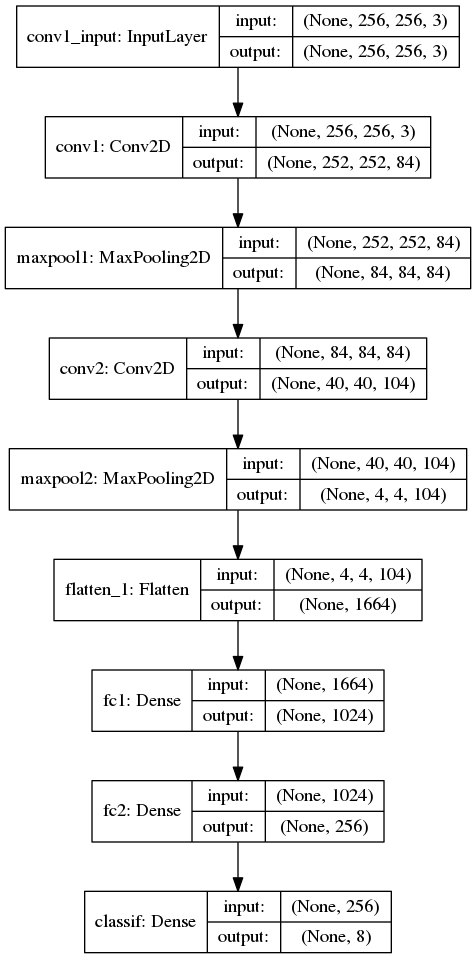 conv1_input: InputLayer
input: (None, 256, 256, 3)
output: (None, 256, 256, 3)
conv1: Conv2D
input: (None, 256, 256, 3)
output: (None, 252, 252, 84)
maxpool1: MaxPooling2D
input: (None, 252, 252, 84)
output: (None, 84, 84, 84)
conv2: Conv2D
input: (None, 84, 84, 84)
output: (None, 40, 40, 104)
maxpool2: MaxPooling2D
input: (None, 40, 40, 104)
output: (None, 4, 4, 104)
flatten_1: Flatten
input: (None, 4, 4, 104)
output: (None, 1664)
fc1: Dense
input: (None, 1664)
output: (None, 1024)
fc2: Dense
input: (None, 1024)
output: (None, 256)
classif: Dense
input: (None, 256)
output: (None, 8)